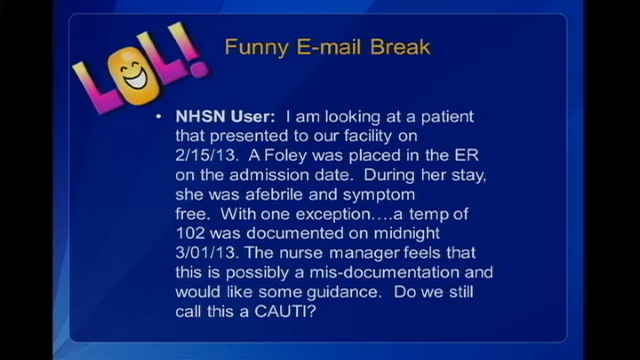 LOL!
Funny E-mail Break
• NHSN User: I am looking at a patient
that presented to our facility on
2/15/13. A Foley was placed in the ER
on the admission date. During her stay,
she was afebrile and symptom
free. With one exception....a temp of
102 was documented on midnight
3/01/13. The nurse manager feels that
this is possibly a mis-documentation and
would like some guidance. Do we still
call this a CAUTI?